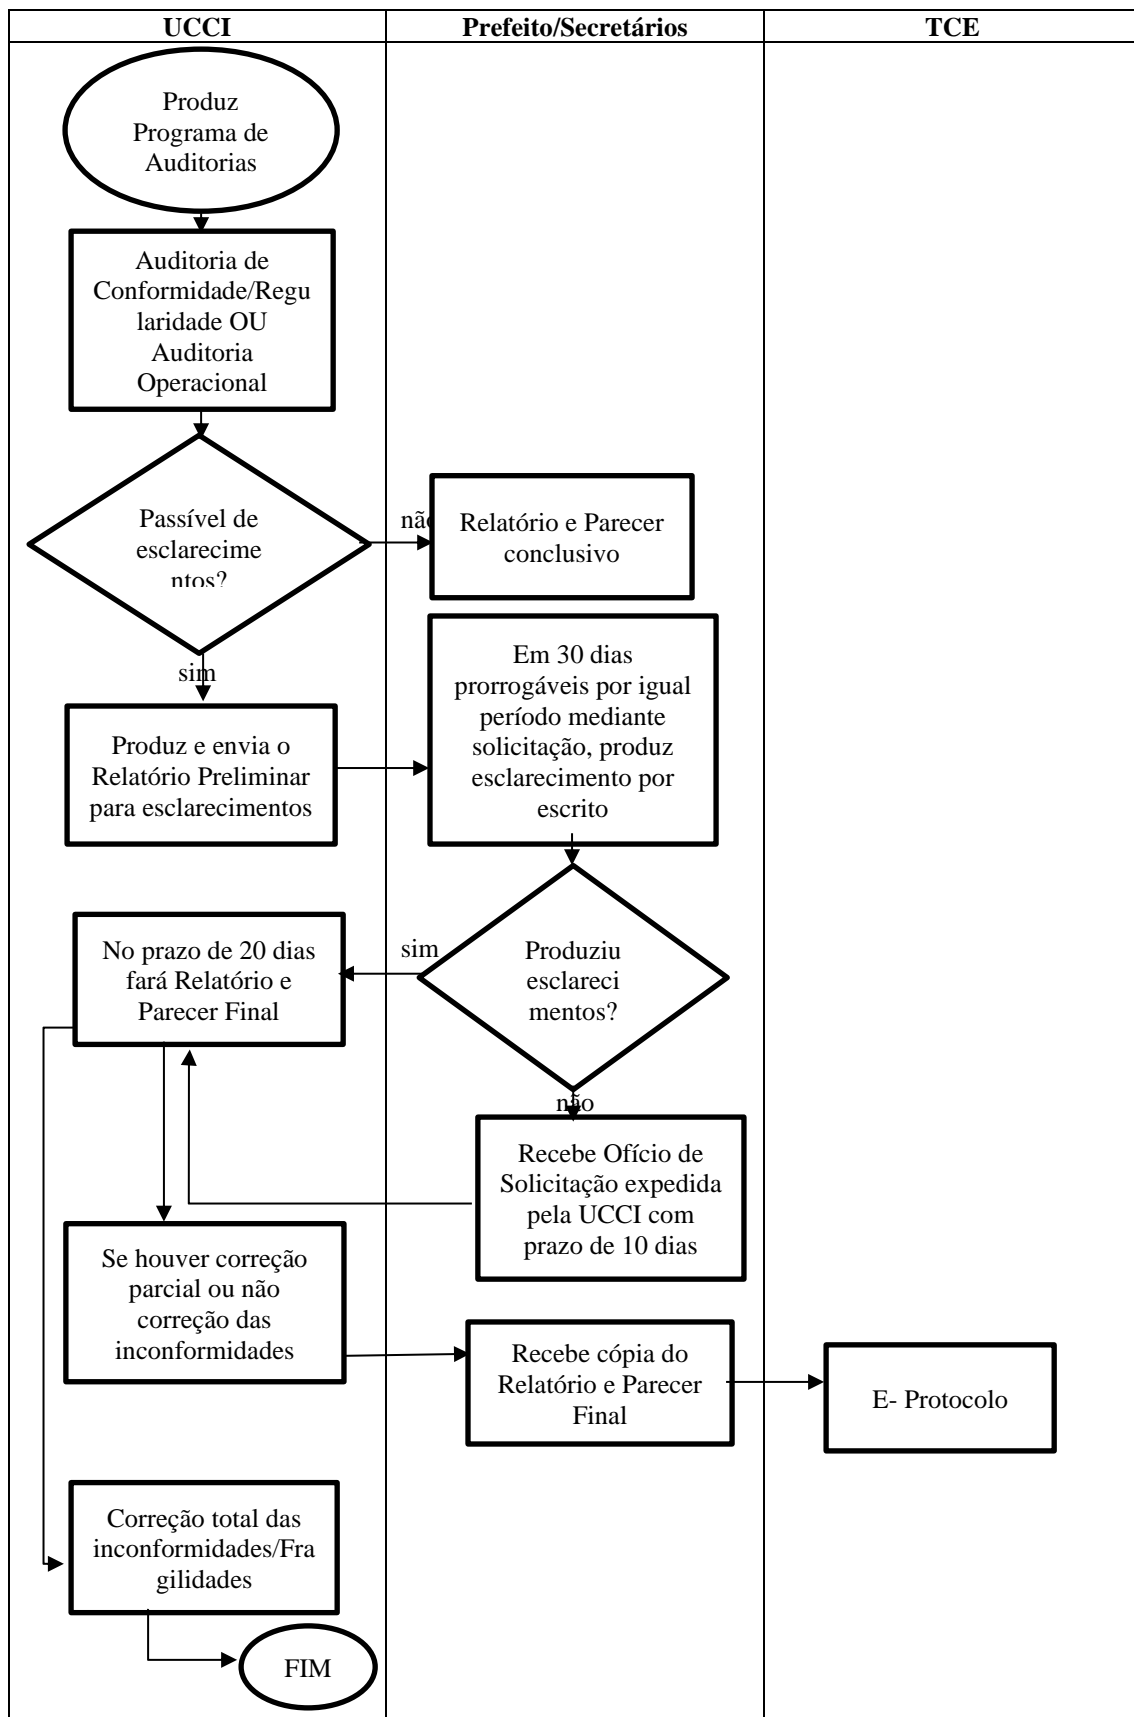 UCCI
Prefeito/Secretários
TCE
Produz
Programa de
Auditorias
Auditoria de
Conformidade/Regu
laridade OU
Auditoria
Operacional
Passível de
esclarecime
ntos?
não
Relatório e Parecer
conclusivo
sim
Produz e envia o
Relatório Preliminar
para esclarecimentos
Em 30 dias
prorrogáveis por igual
período mediante
solicitação, produz
esclarecimento por
escrito
Produziu
esclareci
mentos?
sim
No prazo de 20 dias
fará Relatório e
Parecer Final
não
Recebe Ofício de
Solicitação expedida
pela UCCI com
prazo de 10 dias
Se houver correção
parcial ou não
correção das
inconformidades
Recebe cópia do
Relatório e Parecer
Final
E- Protocolo
Correção total das
inconformidades/Fra
gilidades
FIM